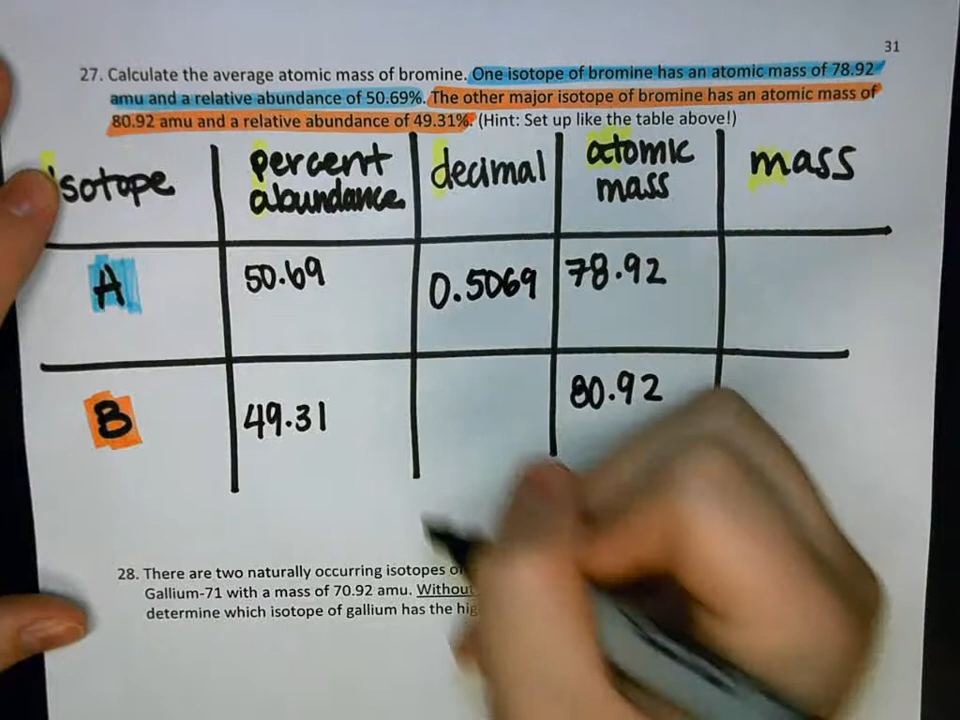 31
27. Calculate the average atomic mass of bromine. One isotope of bromine has an atomic mass of 78.92
amu and a relative abundance of 50.69%. The other major isotope of bromine has an atomic mass of
80.92 amu and a relative abundance of 49.31%. (Hint: Set up like the table above!)
isotope percent abundance decimal atomic mass mass
A 50.69 0.5069 78.92
B 49.31 80.92
28. There are two naturally occurring isotopes
Gallium-71 with a mass of 70.92 amu. Without
determine which isotope of gallium has the